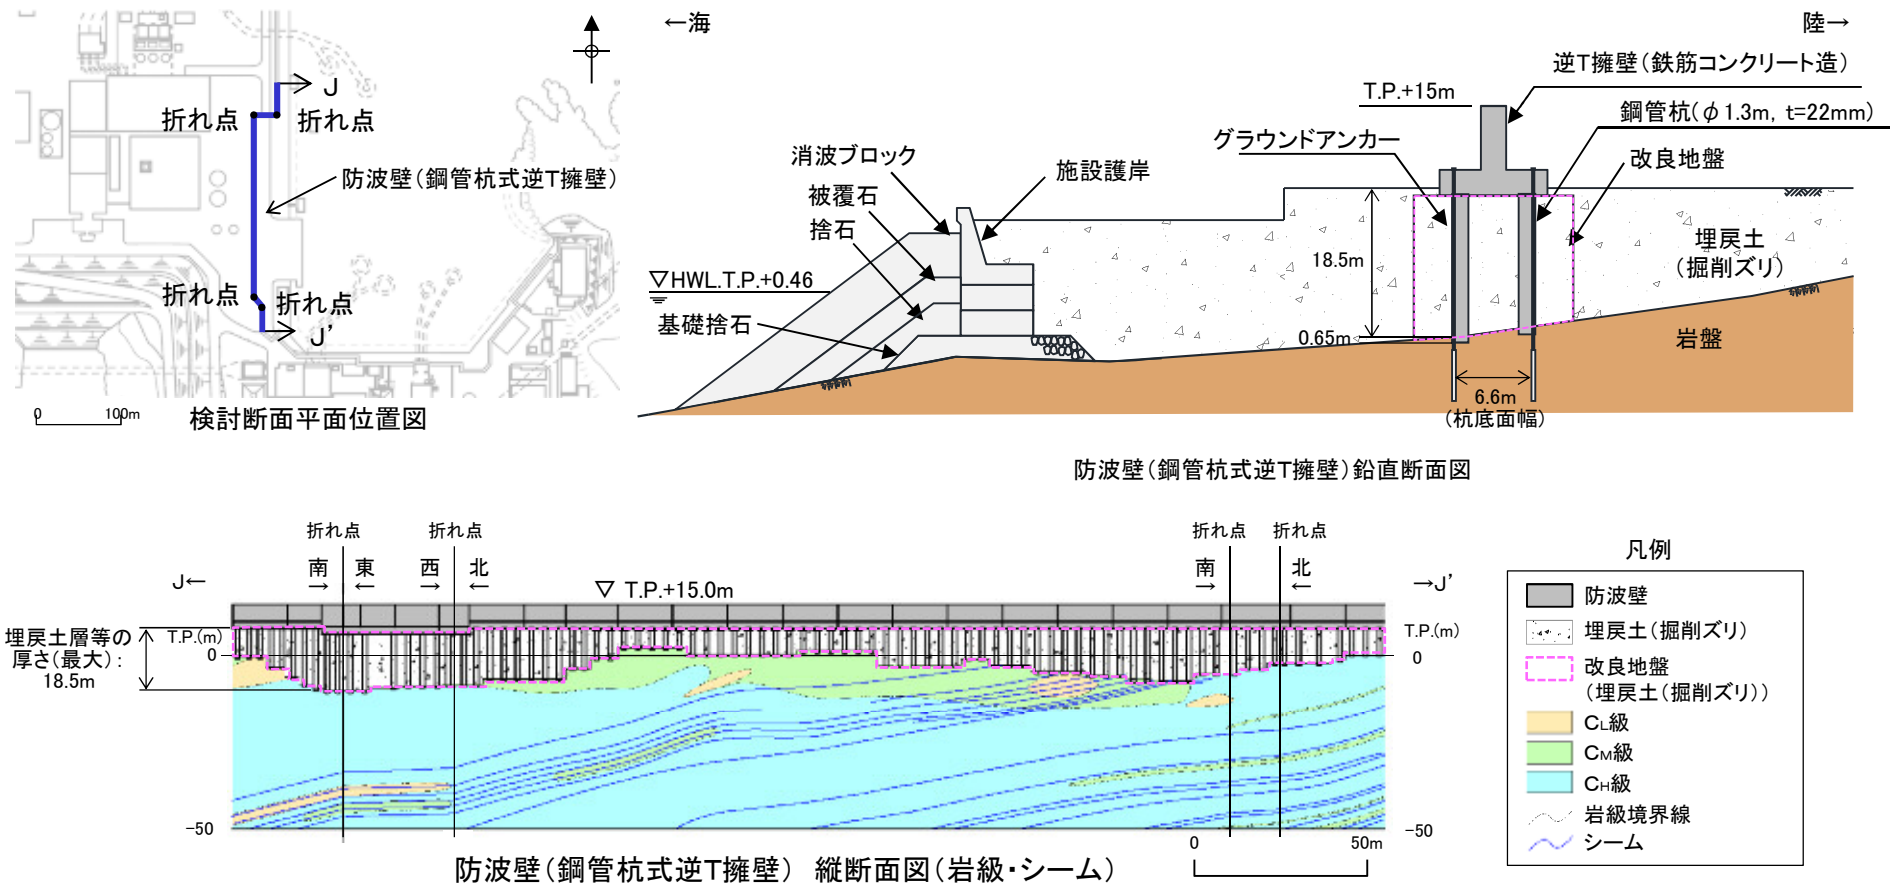 J
折れ点
折れ点
防波壁(鋼管杭式逆T擁壁)
折れ点
折れ点
J'
0
100m
検討断面平面位置図
←海
陸→
逆T擁壁(鉄筋コンクリート造)
T.P.+15m
鋼管杭(φ1.3m, t=22mm)
グラウンドアンカー
改良地盤
消波ブロック
施設護岸
被覆石
捨石
埋戻土
(掘削ズリ)
18.5m
▽HWL.T.P.+0.46
基礎捨石
0.65m
岩盤
6.6m
(杭底面幅)
防波壁(鋼管杭式逆T擁壁)鉛直断面図
折れ点
折れ点
折れ点
折れ点
J←
南
→
東
←
西
→
北
←
南
→
北
←
→J'
▽ T.P.+15.0m
埋戻土層等の
厚さ(最大):
18.5m
T.P.(m)
0
-50
T.P.(m)
0
-50
0
50m
防波壁(鋼管杭式逆T擁壁) 縦断面図(岩級・シーム)
凡例
防波壁
埋戻土(掘削ズリ)
改良地盤
(埋戻土(掘削ズリ))
CL級
CM級
CH級
岩級境界線
シーム